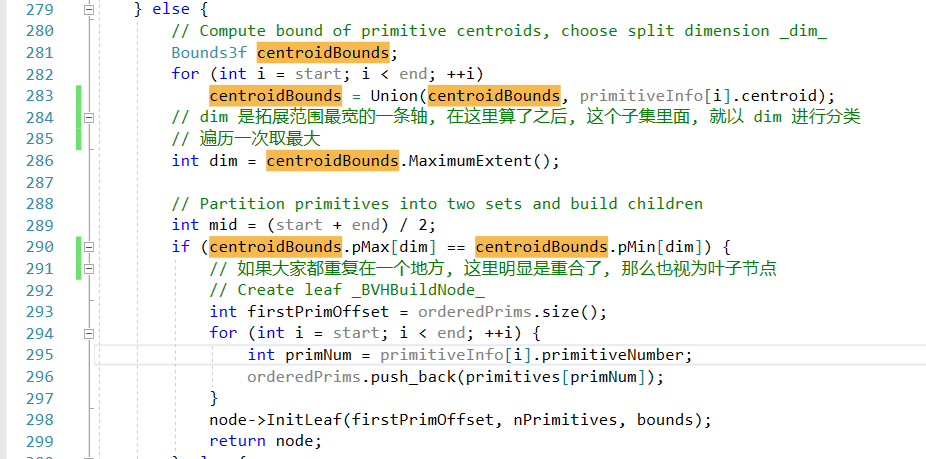 279 } else {
280 // Compute bound of primitive centroids, choose split dimension _dim_
281 Bounds3f centroidBounds;
282 for (int i = start; i < end; ++i)
283 centroidBounds = Union(centroidBounds, primitiveInfo[i].centroid);
284 // dim 是拓展范围最宽的一条轴, 在这里算了之后, 这个子集里面, 就以 dim 进行分类
285 // 遍历一次取最大
286 int dim = centroidBounds.MaximumExtent();
287
288 // Partition primitives into two sets and build children
289 int mid = (start + end) / 2;
290 if (centroidBounds.pMax[dim] == centroidBounds.pMin[dim]) {
291 // 如果大家都重复在一个地方, 这里明显是重合了, 那么也视为叶子节点
292 // Create leaf _BVHBuildNode_
293 int firstPrimOffset = orderedPrims.size();
294 for (int i = start; i < end; ++i) {
295 int primNum = primitiveInfo[i].primitiveNumber;
296 orderedPrims.push_back(primitives[primNum]);
297 }
298 node->InitLeaf(firstPrimOffset, nPrimitives, bounds);
299 return node;